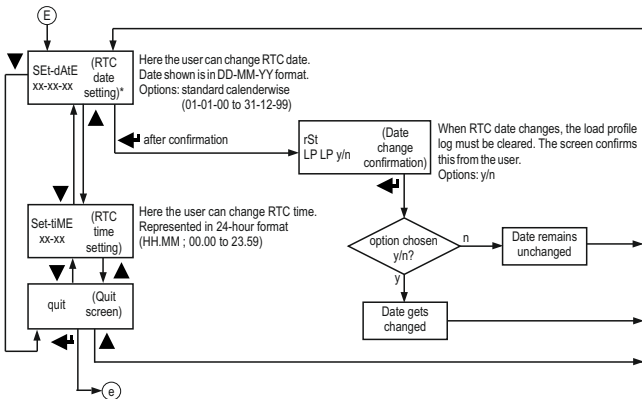 E
SEt-dAtE (RTC
xx-xx-xx date
setting)*
Here the user can change RTC date.
Date shown is in DD-MM-YY format.
Options: standard calenderwise
(01-01-00 to 31-12-99)
after confirmation
rSt (Date
LP LP y/n change
confirmation)
When RTC date changes, the load profile
log must be cleared. The screen confirms
this from the user.
Options: y/n
Set-tiME (RTC
xx-xx time
setting)
Here the user can change RTC time.
Represented in 24-hour format
(HH.MM ; 00.00 to 23.59)
option chosen
y/n?
n
Date remains
unchanged
y
quit (Quit
screen)
Date gets
changed
e